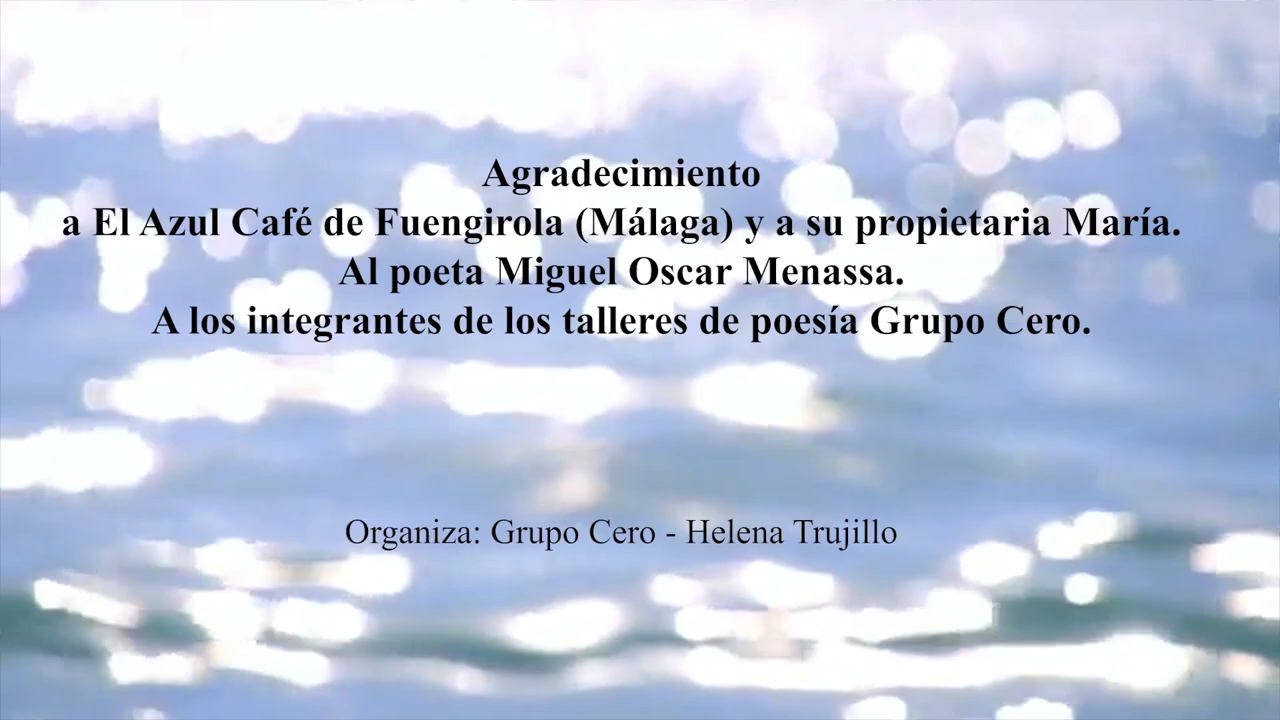 Agradecimiento
a El Azul Café de Fuengirola (Málaga) y a su propietaria María.
Al poeta Miguel Oscar Menassa.
A los integrantes de los talleres de poesía Grupo Cero.
Organiza: Grupo Cero - Helena Trujillo